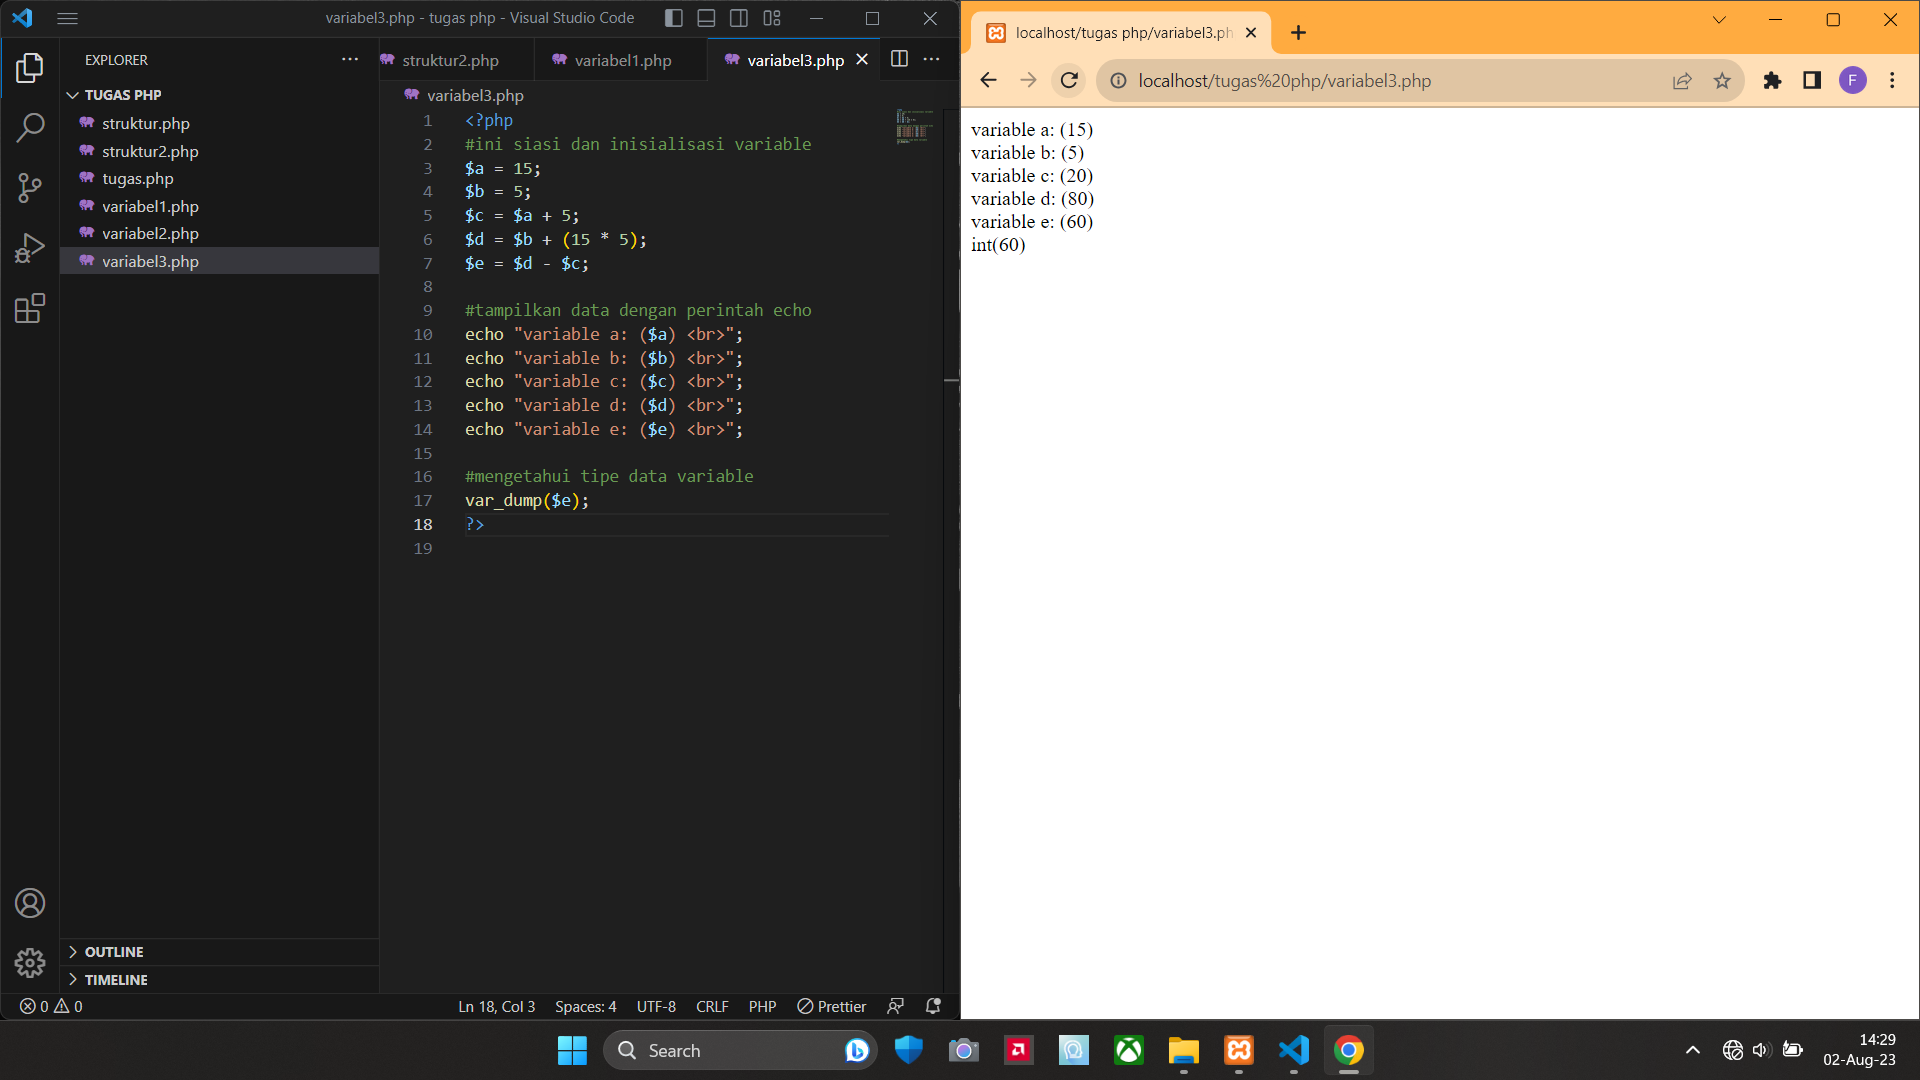 variabel3.php - tugas php - Visual Studio Code
EXPLORER
TUGAS PHP
struktur.php
struktur2.php
tugas.php
variabel1.php
variabel2.php
variabel3.php
OUTLINE
TIMELINE
struktur2.php
variabel1.php
variabel3.php
variabel3.php
1 <?php
2 #ini siasi dan inisialisasi variable
3 $a = 15;
4 $b = 5;
5 $c = $a + 5;
6 $d = $b + (15 * 5);
7 $e = $d - $c;
8
9 #tampilkan data dengan perintah echo
10 echo "variable a: ($a) <br>";
11 echo "variable b: ($b) <br>";
12 echo "variable c: ($c) <br>";
13 echo "variable d: ($d) <br>";
14 echo "variable e: ($e) <br>";
15
16 #mengetahui tipe data variable
17 var_dump($e);
18 ?>
19
0 0
Ln 18, Col 3 Spaces: 4 UTF-8 CRLF PHP Prettier
localhost/tugas php/variabel3.ph
localhost/tugas%20php/variabel3.php
F
variable a: (15)
variable b: (5)
variable c: (20)
variable d: (80)
variable e: (60)
int(60)
Search
14:29
02-Aug-23